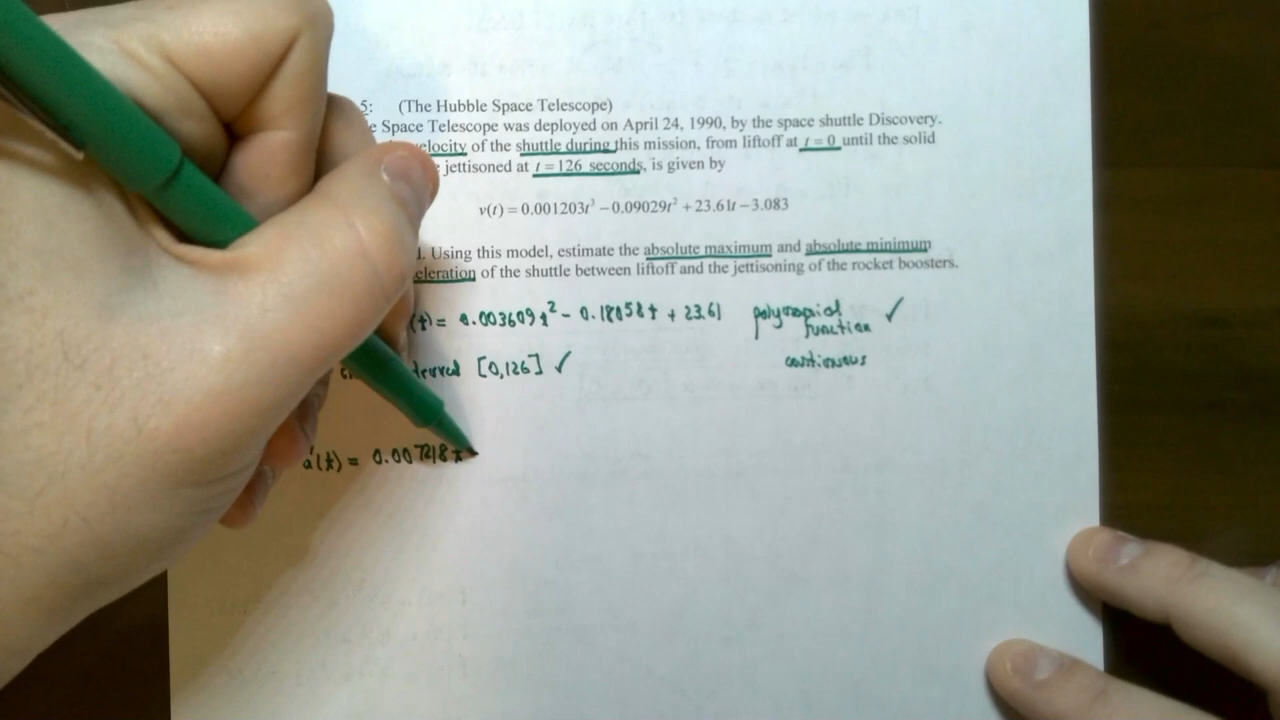 5: (The Hubble Space Telescope)
Space Telescope was deployed on April 24, 1990, by the space shuttle Discovery.
elocity of the shuttle during this mission, from liftoff at t = 0 until the solid
jettisoned at t = 126 seconds, is given by
v(t) = 0.001203t³ − 0.09029t² + 23.61t − 3.083
. Using this model, estimate the absolute maximum and absolute minimum
eleration of the shuttle between liftoff and the jettisoning of the rocket boosters.
(t) = 0.003609t² − 0.18058t + 23.61 polynomial function ✓
[0,126] ✓ continuous
a'(t) = 0.007218t